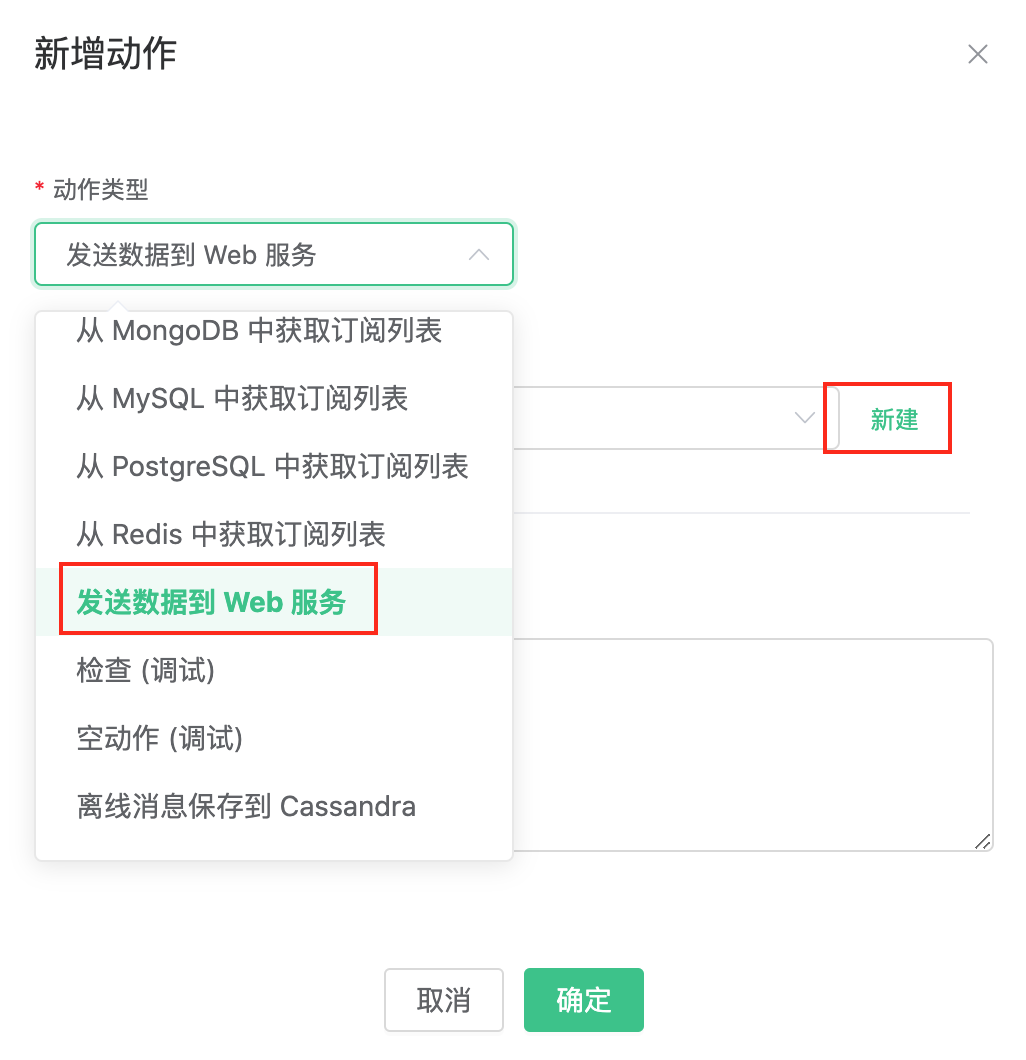 新增动作
* 动作类型
发送数据到 Web 服务
从 MongoDB 中获取订阅列表
从 MySQL 中获取订阅列表
新建
从 PostgreSQL 中获取订阅列表
从 Redis 中获取订阅列表
发送数据到 Web 服务
检查 (调试)
空动作 (调试)
离线消息保存到 Cassandra
取消
确定